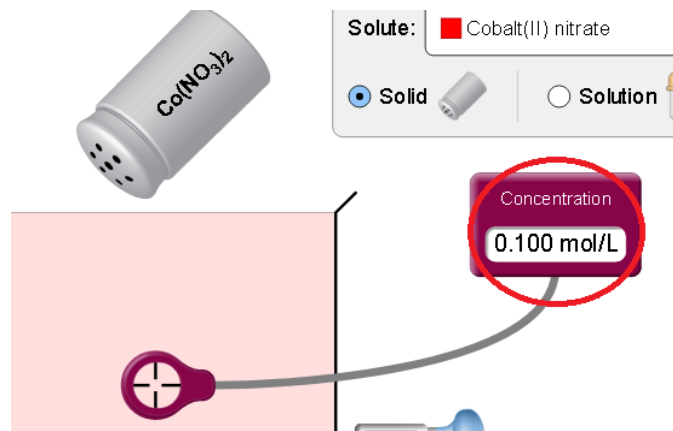 Solute: Cobalt(II) nitrate
Co(NO₃)₂
Solid Solution
Concentration
0.100 mol/L